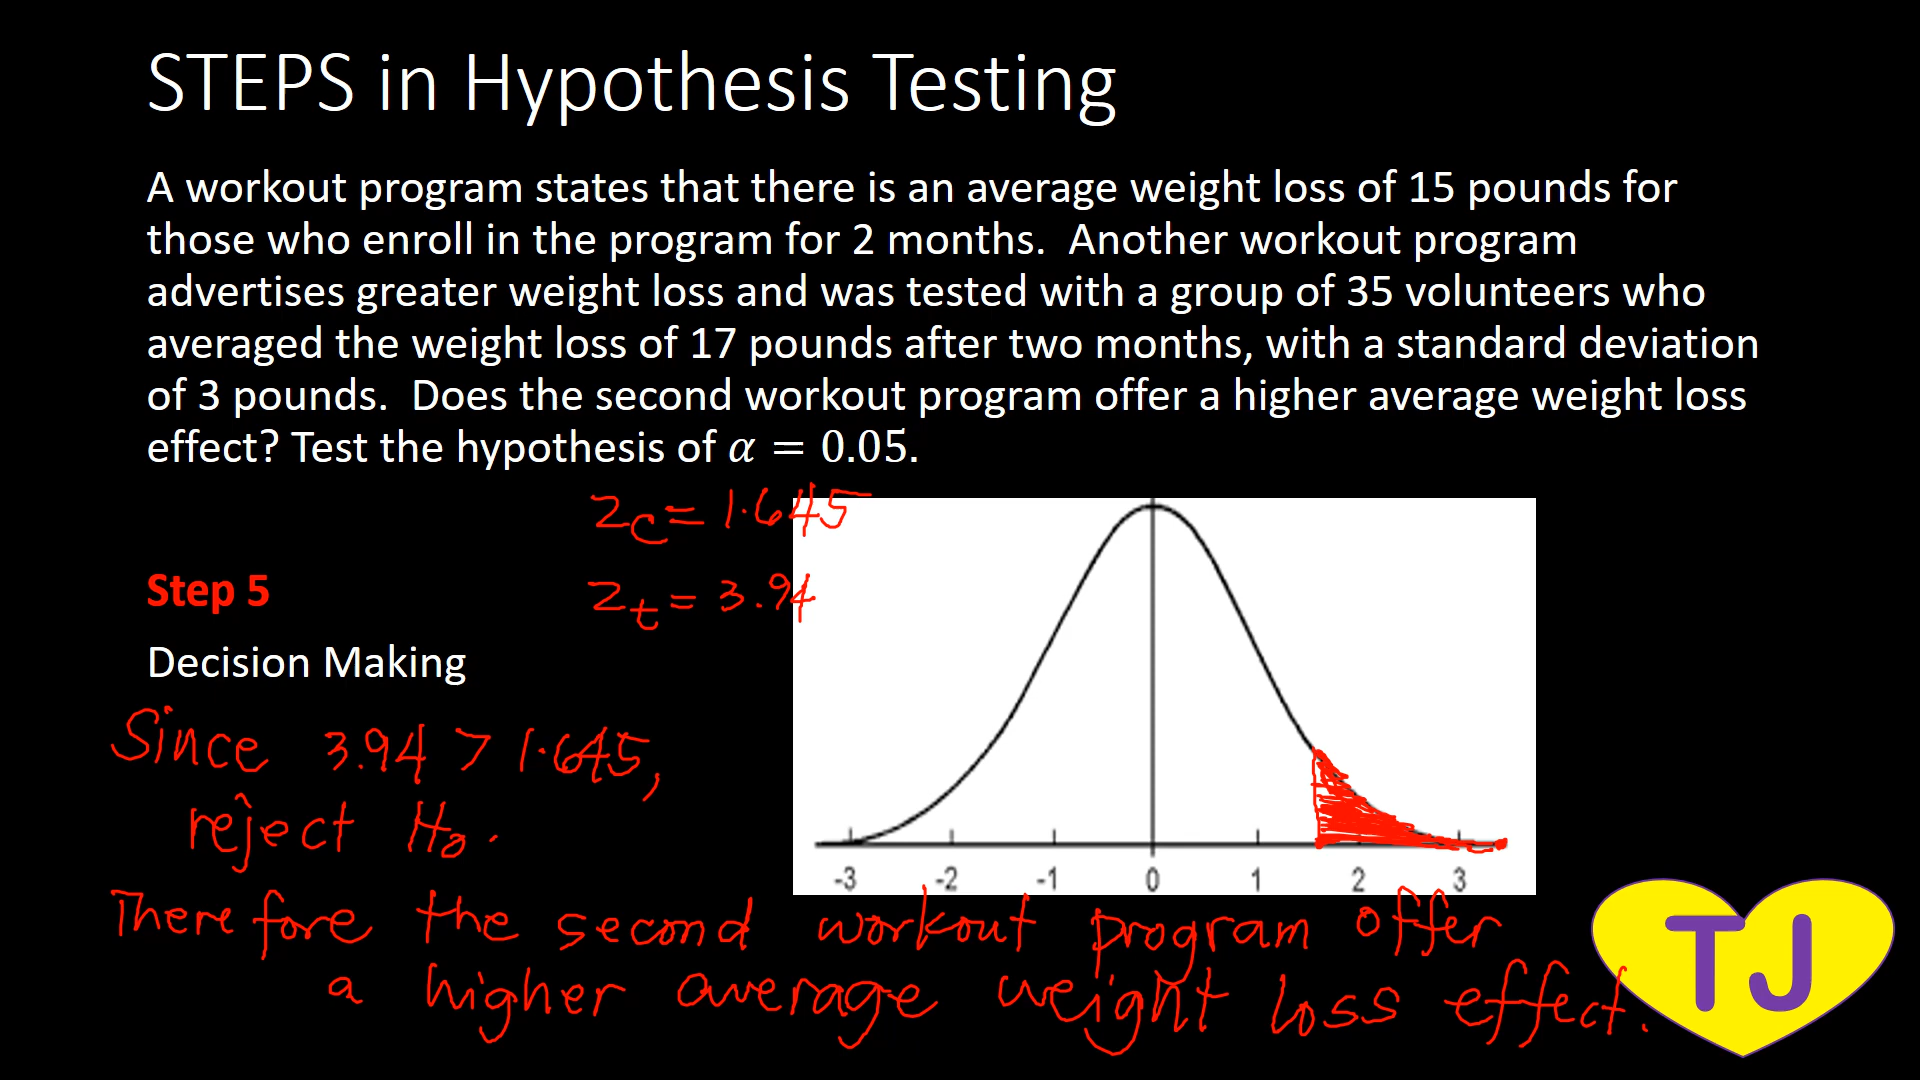 STEPS in Hypothesis Testing
A workout program states that there is an average weight loss of 15 pounds for
those who enroll in the program for 2 months. Another workout program
advertises greater weight loss and was tested with a group of 35 volunteers who
averaged the weight loss of 17 pounds after two months, with a standard deviation
of 3 pounds. Does the second workout program offer a higher average weight loss
effect? Test the hypothesis of α = 0.05.
Zc = 1.645
Step 5
Zt = 3.94
Decision Making
Since 3.94 > 1.645,
reject H0.
-3 -2 -1 0 1 2 3
Therefore the second workout program offer
a higher average weight loss effect.
TJ